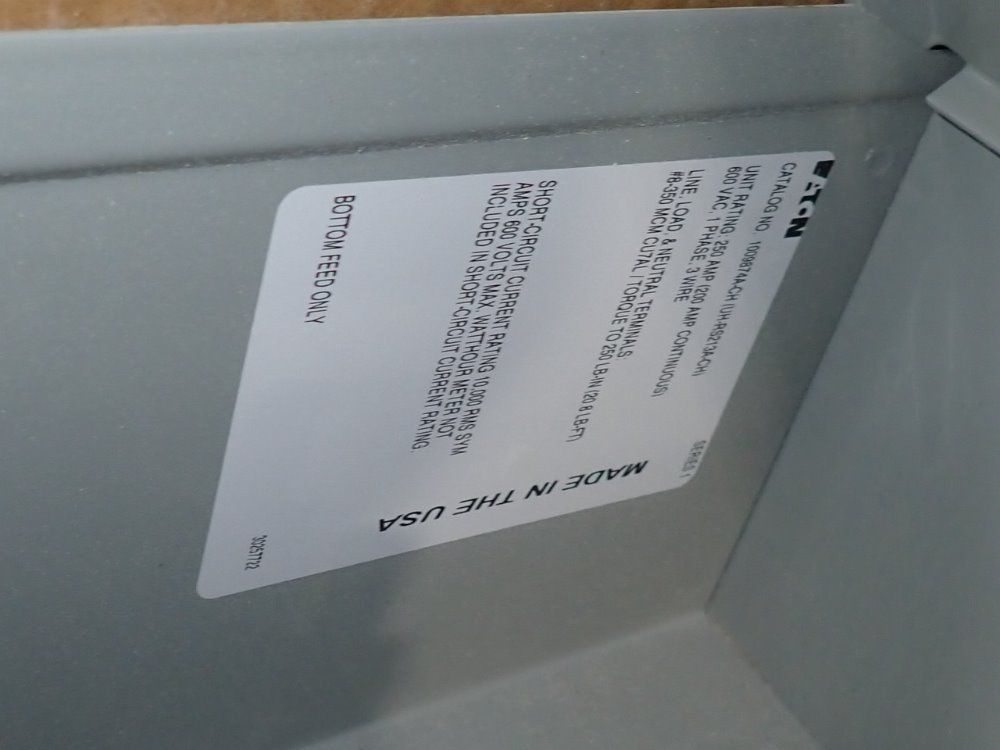 EATON
CATALOG NO. 1009874A-CH (UH-RS213A-CH)
SERIES 1
UNIT RATING: 250 AMP (200 AMP CONTINUOUS)
600 VAC, 1 PHASE, 3 WIRE
LINE, LOAD, & NEUTRAL TERMINALS:
#6-350 MCM CU7AL / TORQUE TO 250 LB-IN (20.8 LB-FT)
SHORT-CIRCUIT CURRENT RATING 10,000 RMS SYM
AMPS 600 VOLTS MAX. WATTHOUR METER NOT
INCLUDED IN SHORT-CIRCUIT CURRENT RATING.
BOTTOM FEED ONLY
MADE IN THE USA
30257722